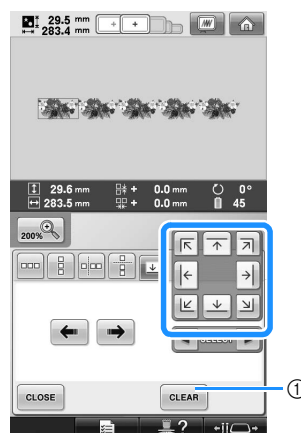 29.5 mm
283.4 mm
29.6 mm + 0.0 mm 0°
283.5 mm + 0.0 mm 45
200%
SELECT
CLOSE CLEAR
①
?